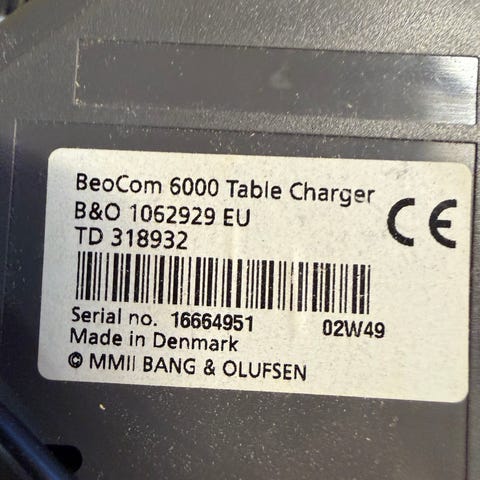 BeoCom 6000 Table Charger
B&O 1062929 EU
TD 318932
CE
Serial no. 16664951 02W49
Made in Denmark
© MMII BANG & OLUFSEN